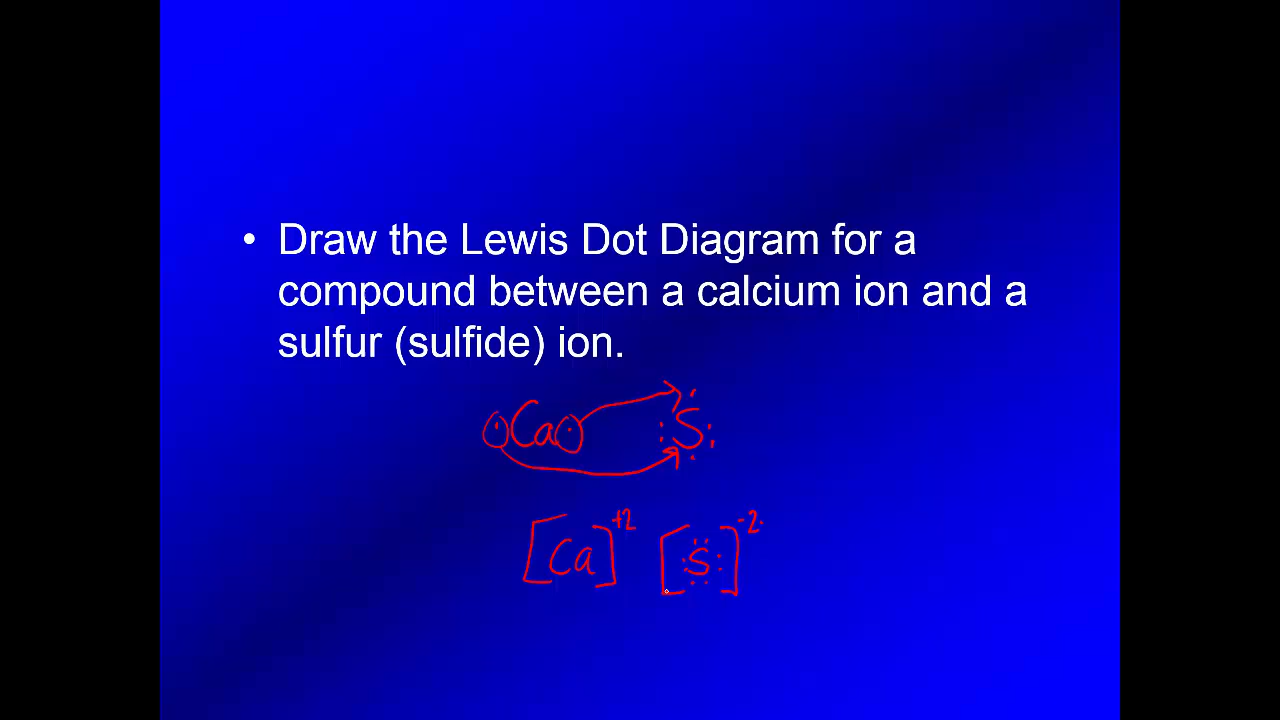 • Draw the Lewis Dot Diagram for a
compound between a calcium ion and a
sulfur (sulfide) ion.
Ca S
[Ca]+2 [S]-2